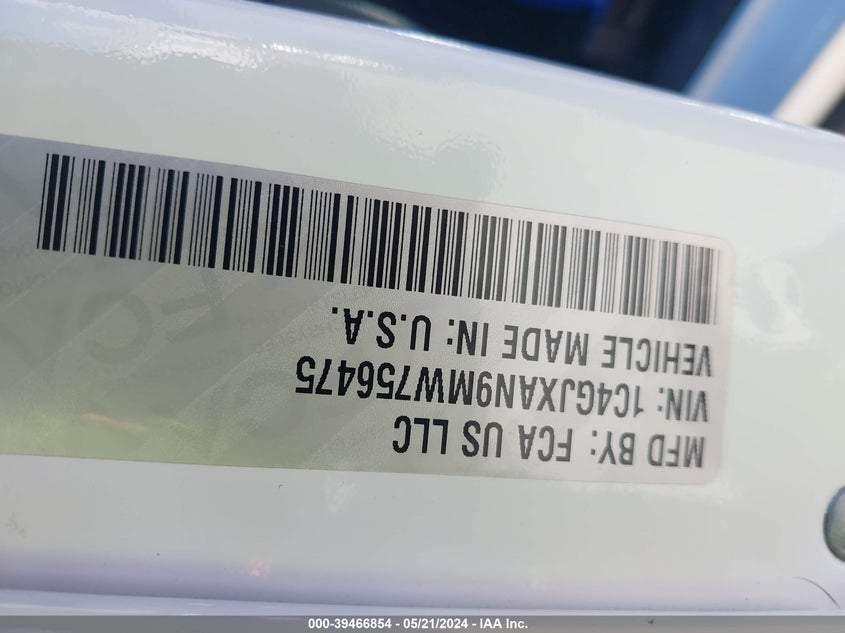 MFD BY: FCA US LLC
VIN: 1C4GJXAN9MW756475
VEHICLE MADE IN: U.S.A.
000-39466854 - 05/21/2024 - IAA Inc.